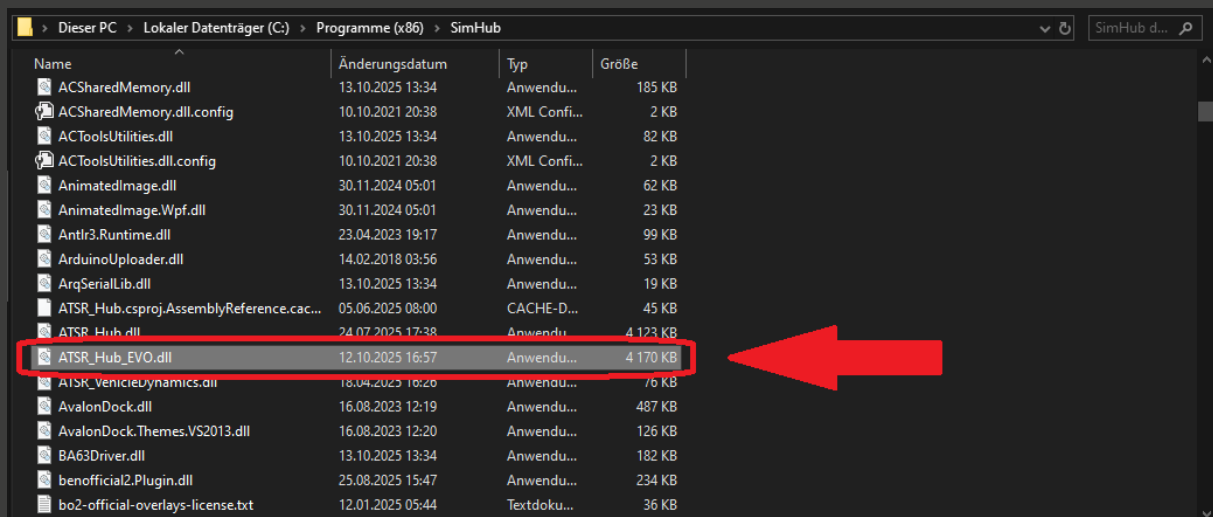 Dieser PC > Lokaler Datenträger (C:) > Programme (x86) > SimHub SimHub d...
Name Änderungsdatum Typ Größe
ACSharedMemory.dll 13.10.2025 13:34 Anwendu... 185 KB
ACSharedMemory.dll.config 10.10.2021 20:38 XML Confi... 2 KB
ACToolsUtilities.dll 13.10.2025 13:34 Anwendu... 82 KB
ACToolsUtilities.dll.config 10.10.2021 20:38 XML Confi... 2 KB
AnimatedImage.dll 30.11.2024 05:01 Anwendu... 62 KB
AnimatedImage.Wpf.dll 30.11.2024 05:01 Anwendu... 23 KB
Antlr3.Runtime.dll 23.04.2023 19:17 Anwendu... 99 KB
ArduinoUploader.dll 14.02.2018 03:56 Anwendu... 53 KB
ArqSerialLib.dll 13.10.2025 13:34 Anwendu... 19 KB
ATSR_Hub.csproj.AssemblyReference.cac... 05.06.2025 08:00 CACHE-D... 45 KB
ATSR_Hub.dll 24.07.2025 17:38 Anwendu... 4 123 KB
ATSR_Hub_EVO.dll 12.10.2025 16:57 Anwendu... 4 170 KB
ATSR_VehicleDynamics.dll 18.04.2025 16:26 Anwendu... 76 KB
AvalonDock.dll 16.08.2023 12:19 Anwendu... 487 KB
AvalonDock.Themes.VS2013.dll 16.08.2023 12:20 Anwendu... 126 KB
BA63Driver.dll 13.10.2025 13:34 Anwendu... 182 KB
benofficial2.Plugin.dll 25.08.2025 15:47 Anwendu... 234 KB
bo2-official-overlays-license.txt 12.01.2025 05:44 Textdoku... 36 KB